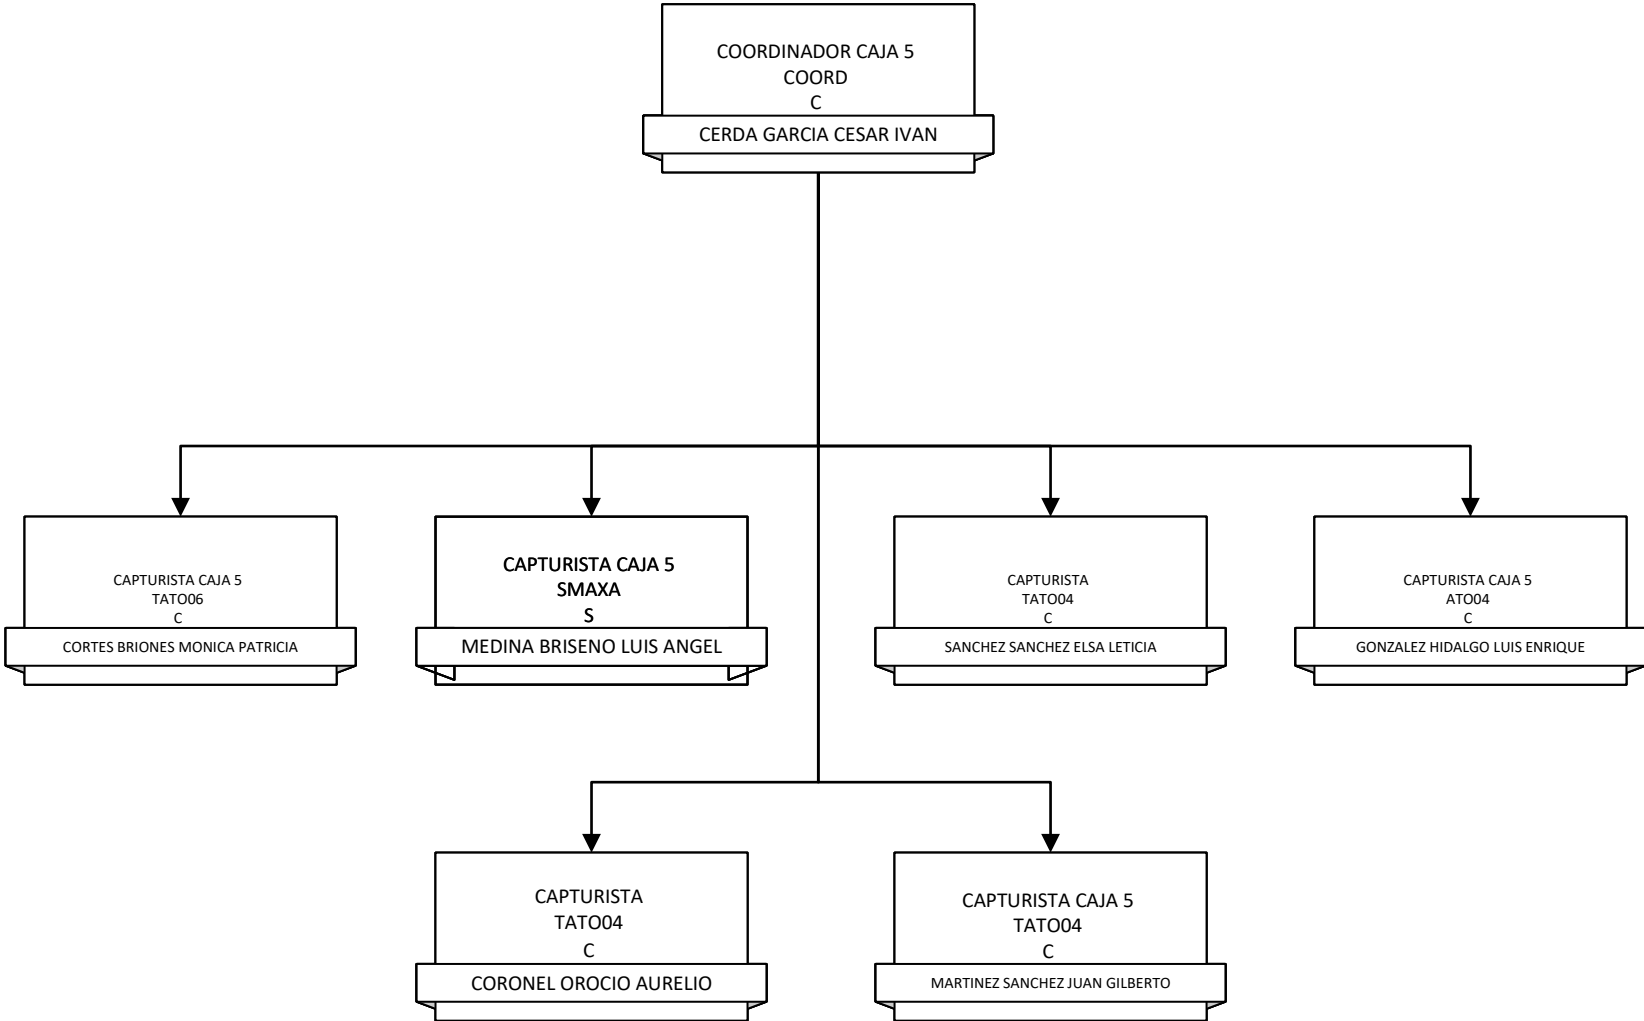 COORDINADOR CAJA 5
COORD
C
CERDA GARCIA CESAR IVAN
CAPTURISTA CAJA 5
TATO06
C
CORTES BRIONES MONICA PATRICIA
CAPTURISTA CAJA 5
SMAXA
S
MEDINA BRISENO LUIS ANGEL
CAPTURISTA
TATO04
C
SANCHEZ SANCHEZ ELSA LETICIA
CAPTURISTA CAJA 5
ATO04
C
GONZALEZ HIDALGO LUIS ENRIQUE
CAPTURISTA
TATO04
C
CORONEL OROCIO AURELIO
CAPTURISTA CAJA 5
TATO04
C
MARTINEZ SANCHEZ JUAN GILBERTO